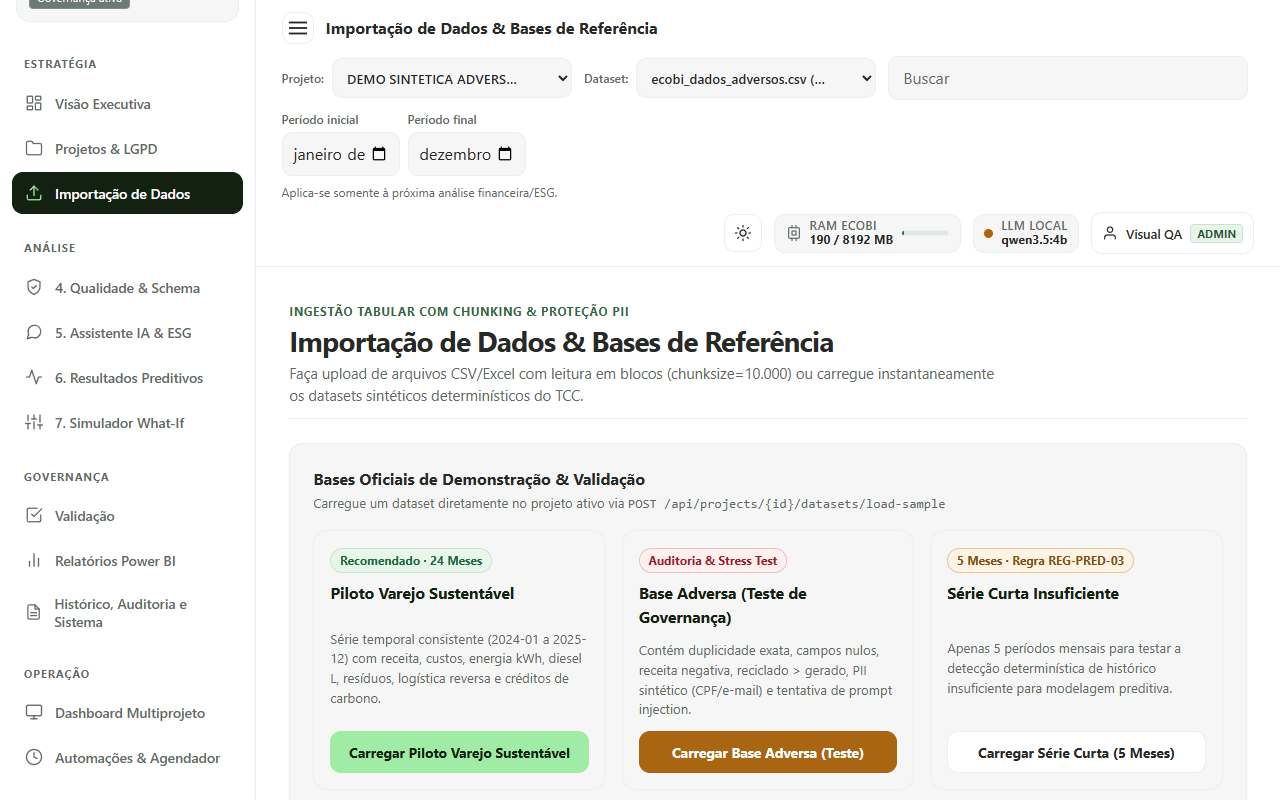 Governança ativa
ESTRATÉGIA
Visão Executiva
Projetos & LGPD
Importação de Dados
ANÁLISE
4. Qualidade & Schema
5. Assistente IA & ESG
6. Resultados Preditivos
7. Simulador What-If
GOVERNANÇA
Validação
Relatórios Power BI
Histórico, Auditoria e
Sistema
OPERAÇÃO
Dashboard Multiprojeto
Automações & Agendador
Importação de Dados & Bases de Referência
Projeto: DEMO SINTETICA ADVERS... Dataset: ecobi_dados_adversos.csv (... Buscar
Período inicial Período final
janeiro de dezembro
Aplica-se somente à próxima análise financeira/ESG.
RAM ECOBI
190 / 8192 MB
LLM LOCAL
qwen3.5:4b
Visual QA ADMIN
INGESTÃO TABULAR COM CHUNKING & PROTEÇÃO PII
Importação de Dados & Bases de Referência
Faça upload de arquivos CSV/Excel com leitura em blocos (chunksize=10.000) ou carregue instantaneamente
os datasets sintéticos determinísticos do TCC.
Bases Oficiais de Demonstração & Validação
Carregue um dataset diretamente no projeto ativo via POST /api/projects/{id}/datasets/load-sample
Recomendado · 24 Meses
Piloto Varejo Sustentável
Série temporal consistente (2024-01 a 2025-
12) com receita, custos, energia kWh, diesel
L, resíduos, logística reversa e créditos de
carbono.
Carregar Piloto Varejo Sustentável
Auditoria & Stress Test
Base Adversa (Teste de
Governança)
Contém duplicidade exata, campos nulos,
receita negativa, reciclado > gerado, PII
sintético (CPF/e-mail) e tentativa de prompt
injection.
Carregar Base Adversa (Teste)
5 Meses · Regra REG-PRED-03
Série Curta Insuficiente
Apenas 5 períodos mensais para testar a
detecção determinística de histórico
insuficiente para modelagem preditiva.
Carregar Série Curta (5 Meses)